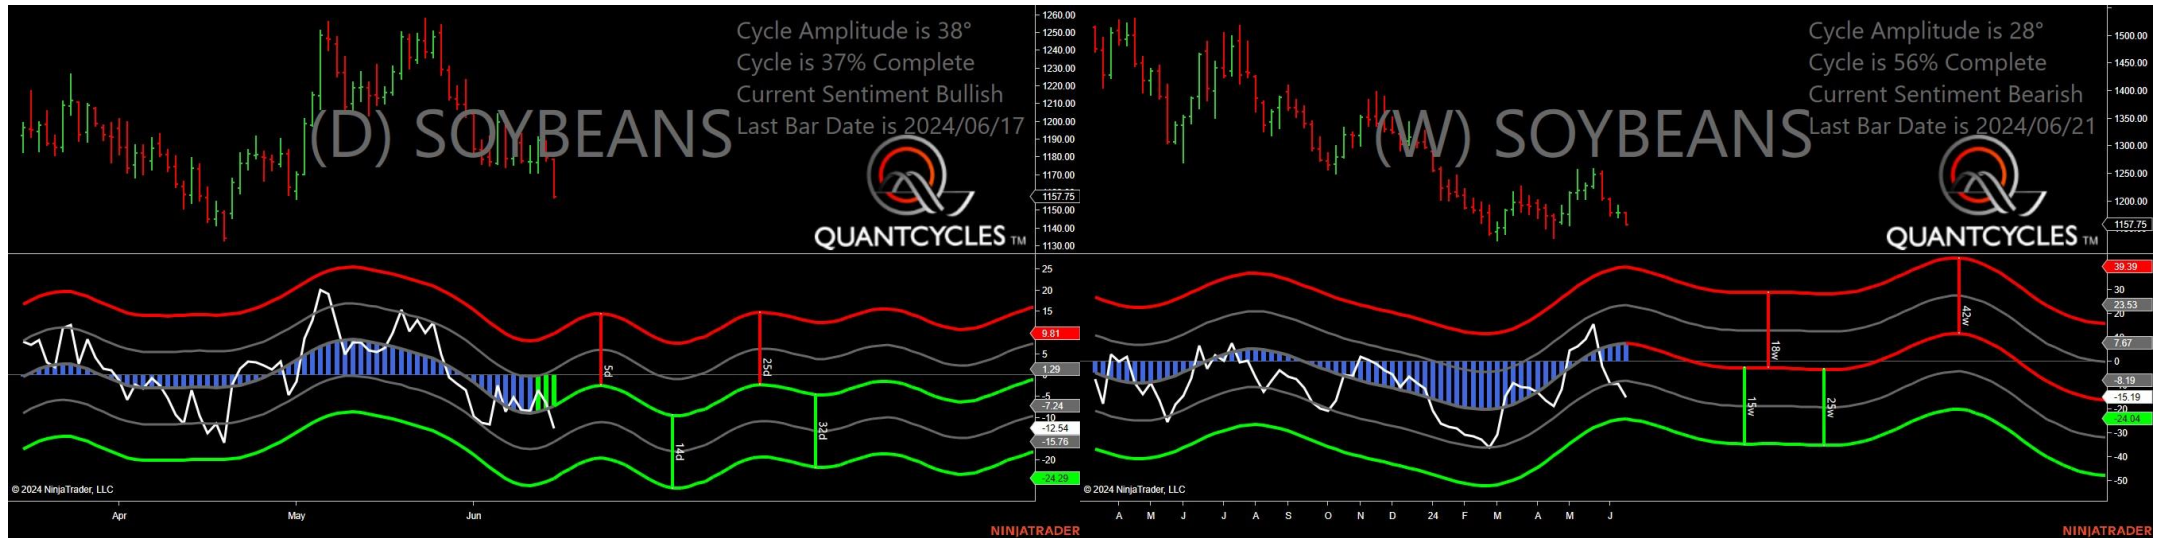 Cycle Amplitude is 38°
Cycle is 37% Complete
Current Sentiment Bullish
Last Bar Date is 2024/06/17
(D) SOYBEANS
QUANTCYCLES TM
1260.00
1250.00
1240.00
1230.00
1220.00
1210.00
1200.00
1190.00
1180.00
1170.00
1157.75
1150.00
1140.00
1130.00
25
20
15
9.81
5
1.29
-5
-7.24
-10
-12.54
-15.76
-20
-24.29
5d
14d
25d
32d
© 2024 NinjaTrader, LLC
Apr
May
Jun
NINJATRADER
Cycle Amplitude is 28°
Cycle is 56% Complete
Current Sentiment Bearish
Last Bar Date is 2024/06/21
(W) SOYBEANS
QUANTCYCLES TM
1500.00
1450.00
1400.00
1350.00
1300.00
1250.00
1200.00
1157.75
39.39
30
23.53
20
7.67
0
-8.19
-15.19
-20
-24.04
-30
-40
-50
18w
42w
15w
25w
© 2024 NinjaTrader, LLC
A M J J A S O N D 24 F M A M J
NINJATRADER